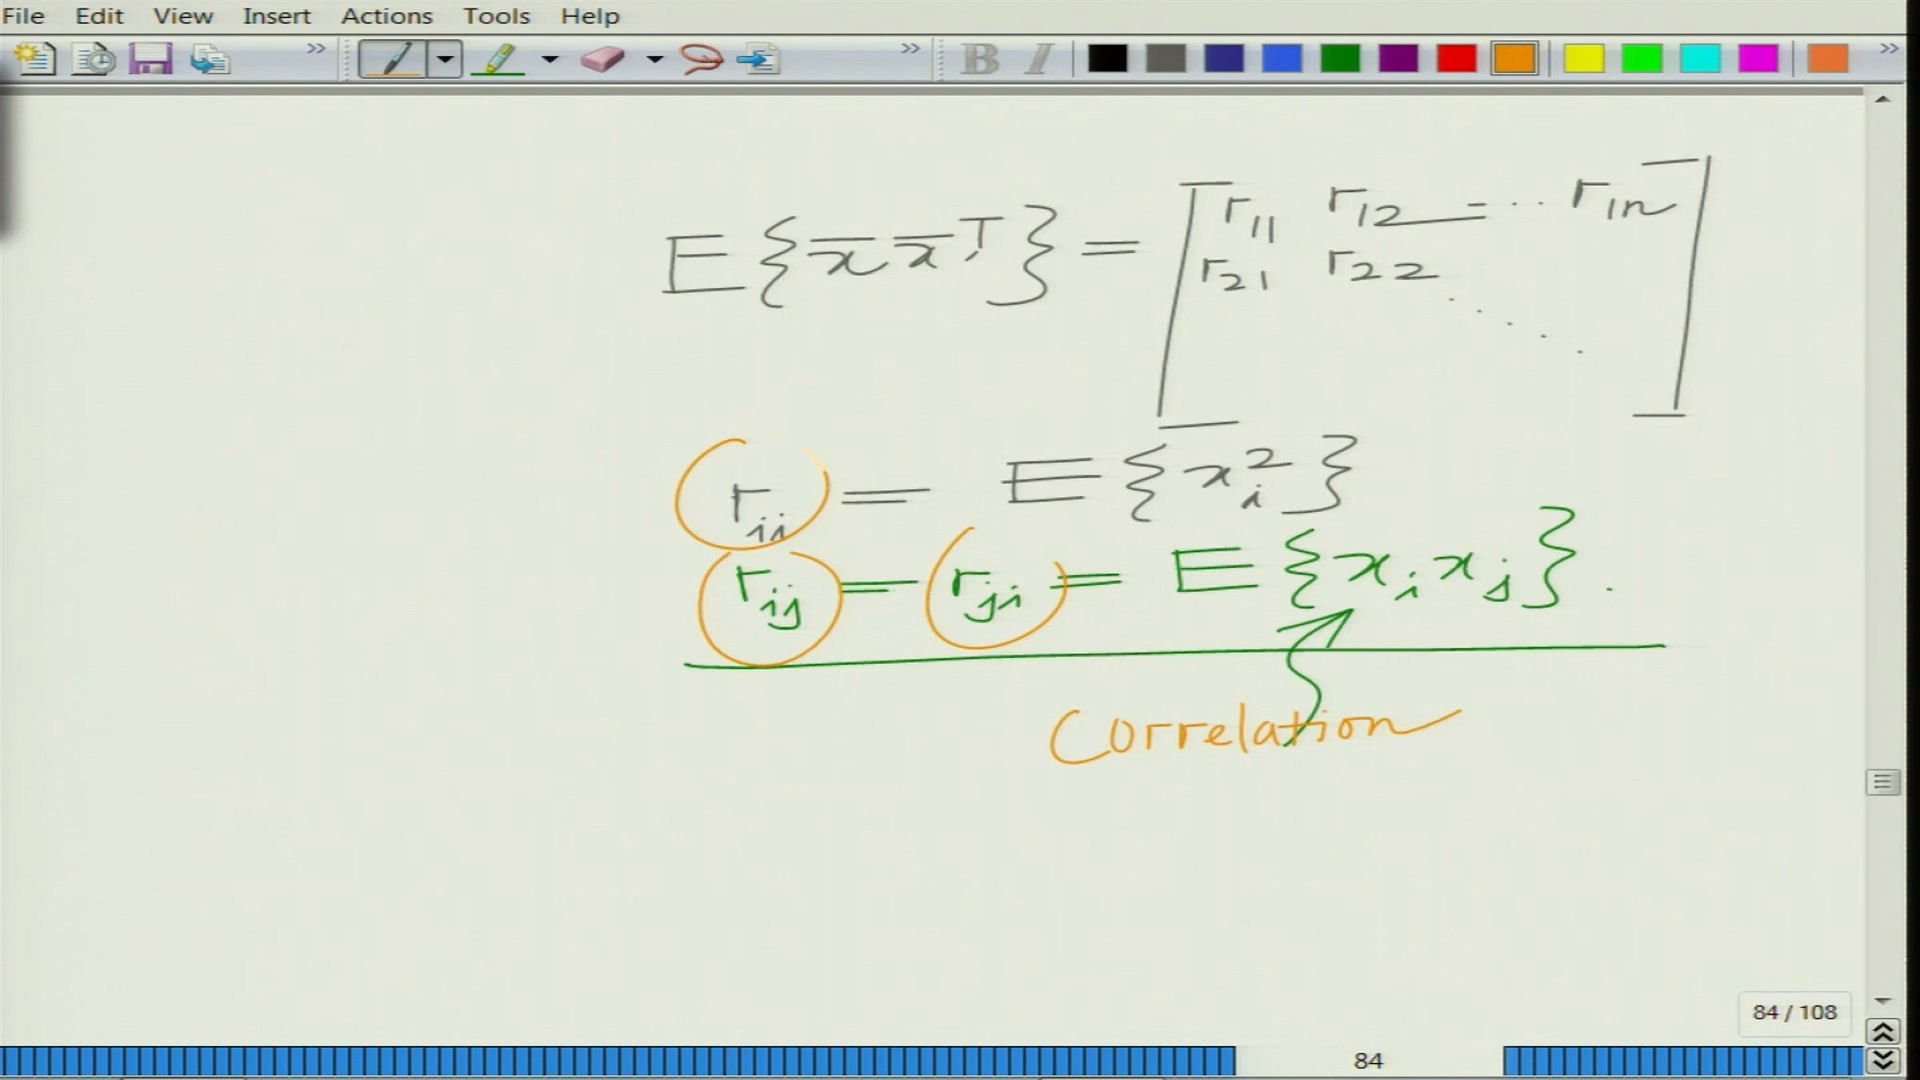 File Edit View Insert Actions Tools Help
B I
E{x̄ x̄ᵀ} = [ r₁₁ r₁₂ ... r₁ₙ
r₂₁ r₂₂ ..... ]
rᵢᵢ = E{xᵢ²}
rᵢⱼ = rⱼᵢ = E{xᵢxⱼ}.
Correlation
84 / 108
84